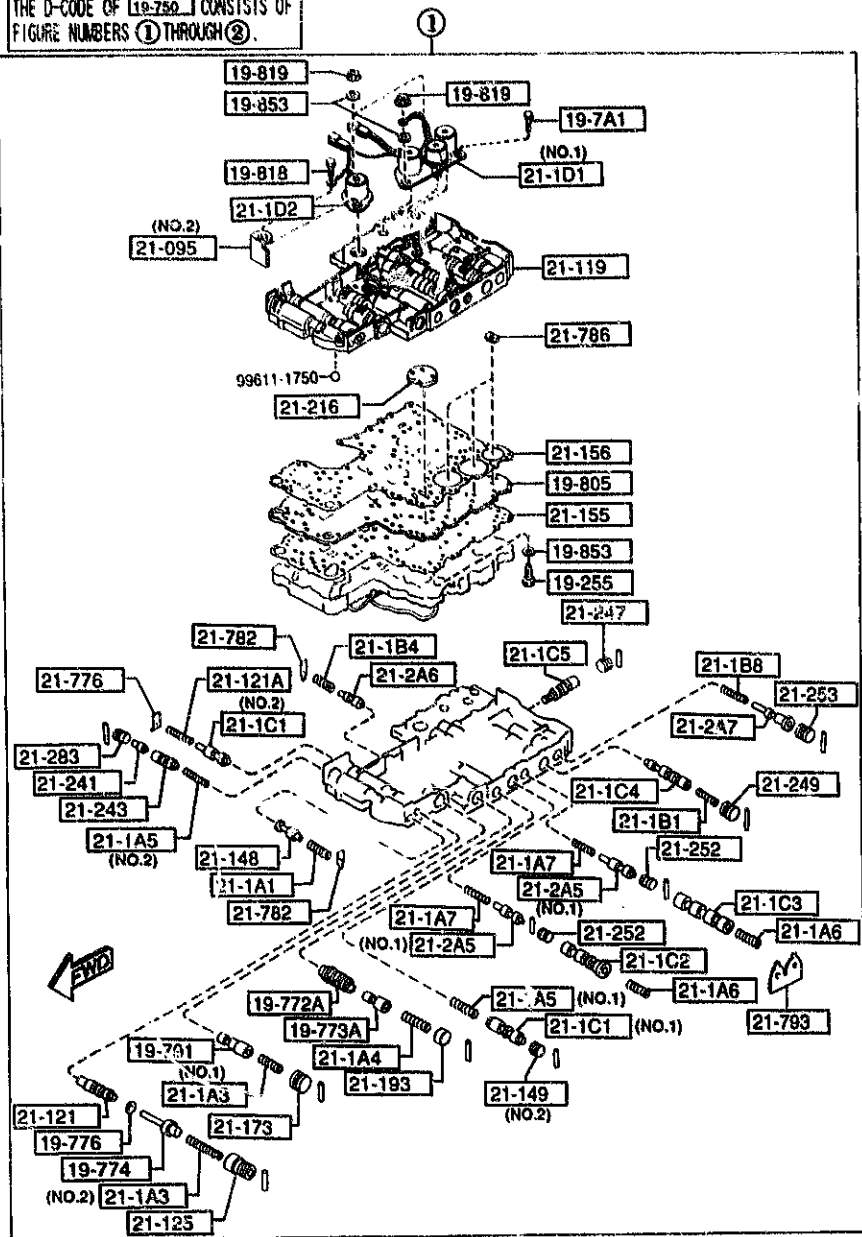 THE D-CODE OF 19-750 CONSISTS OF
FIGURE NUMBERS ① THROUGH ②.
①
19-819
19-853
19-819
19-7A1
19-818
(NO.1)
21-1D1
21-1D2
(NO.2)
21-095
21-119
21-786
99611-1750
21-216
21-156
19-805
21-155
19-853
19-255
21-247
21-782
21-1B4
21-2A6
21-1C5
21-1B8
21-253
21-2A7
21-776
21-121A
(NO.2)
21-1C1
21-283
21-241
21-243
21-1A5
(NO.2)
21-1C4
21-249
21-1B1
21-252
21-148
21-1A1
21-782
21-1A7
21-2A5
(NO.1)
21-1C3
21-1A6
21-1A7
(NO.1) 21-2A5
21-252
21-1C2
21-1A6
21-793
FWD
19-772A
19-773A
21-1A4
21-193
21-1A5 (NO.1)
21-1C1 (NO.1)
21-149
(NO.2)
19-791
(NO.1)
21-1A3
21-173
21-121
19-776
19-774
(NO.2) 21-1A3
21-125